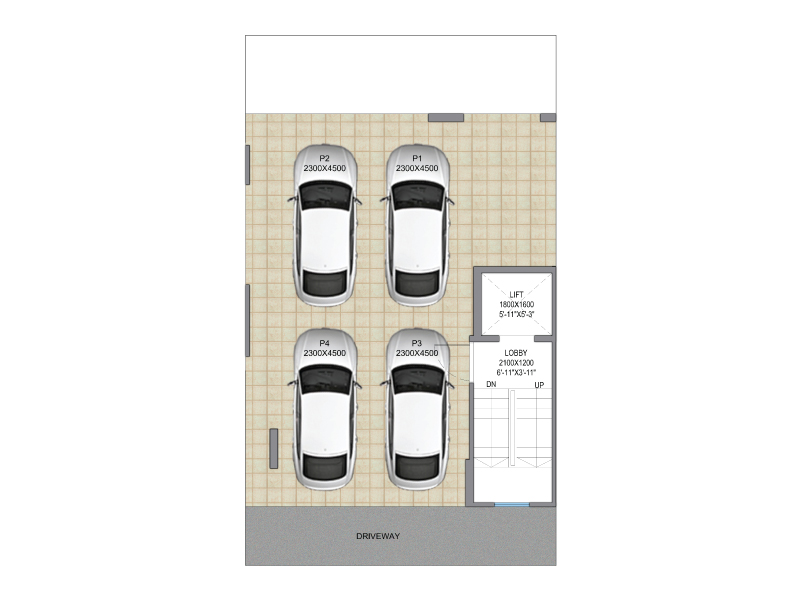 P2
2300X4500
P1
2300X4500
LIFT
1800X1600
5'-11"X5'-3"
P4
2300X4500
P3
2300X4500
LOBBY
2100X1200
6'-11"X3'-11"
DN
UP
DRIVEWAY